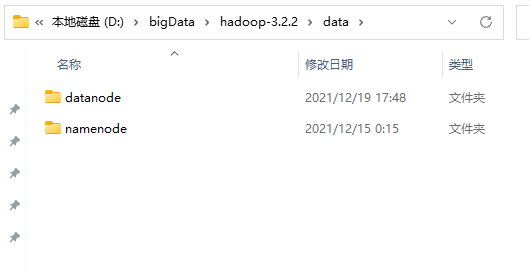 « 本地磁盘 (D:) › bigData › hadoop-3.2.2 › data ›
名称 修改日期 类型
datanode 2021/12/19 17:48 文件夹
namenode 2021/12/15 0:15 文件夹